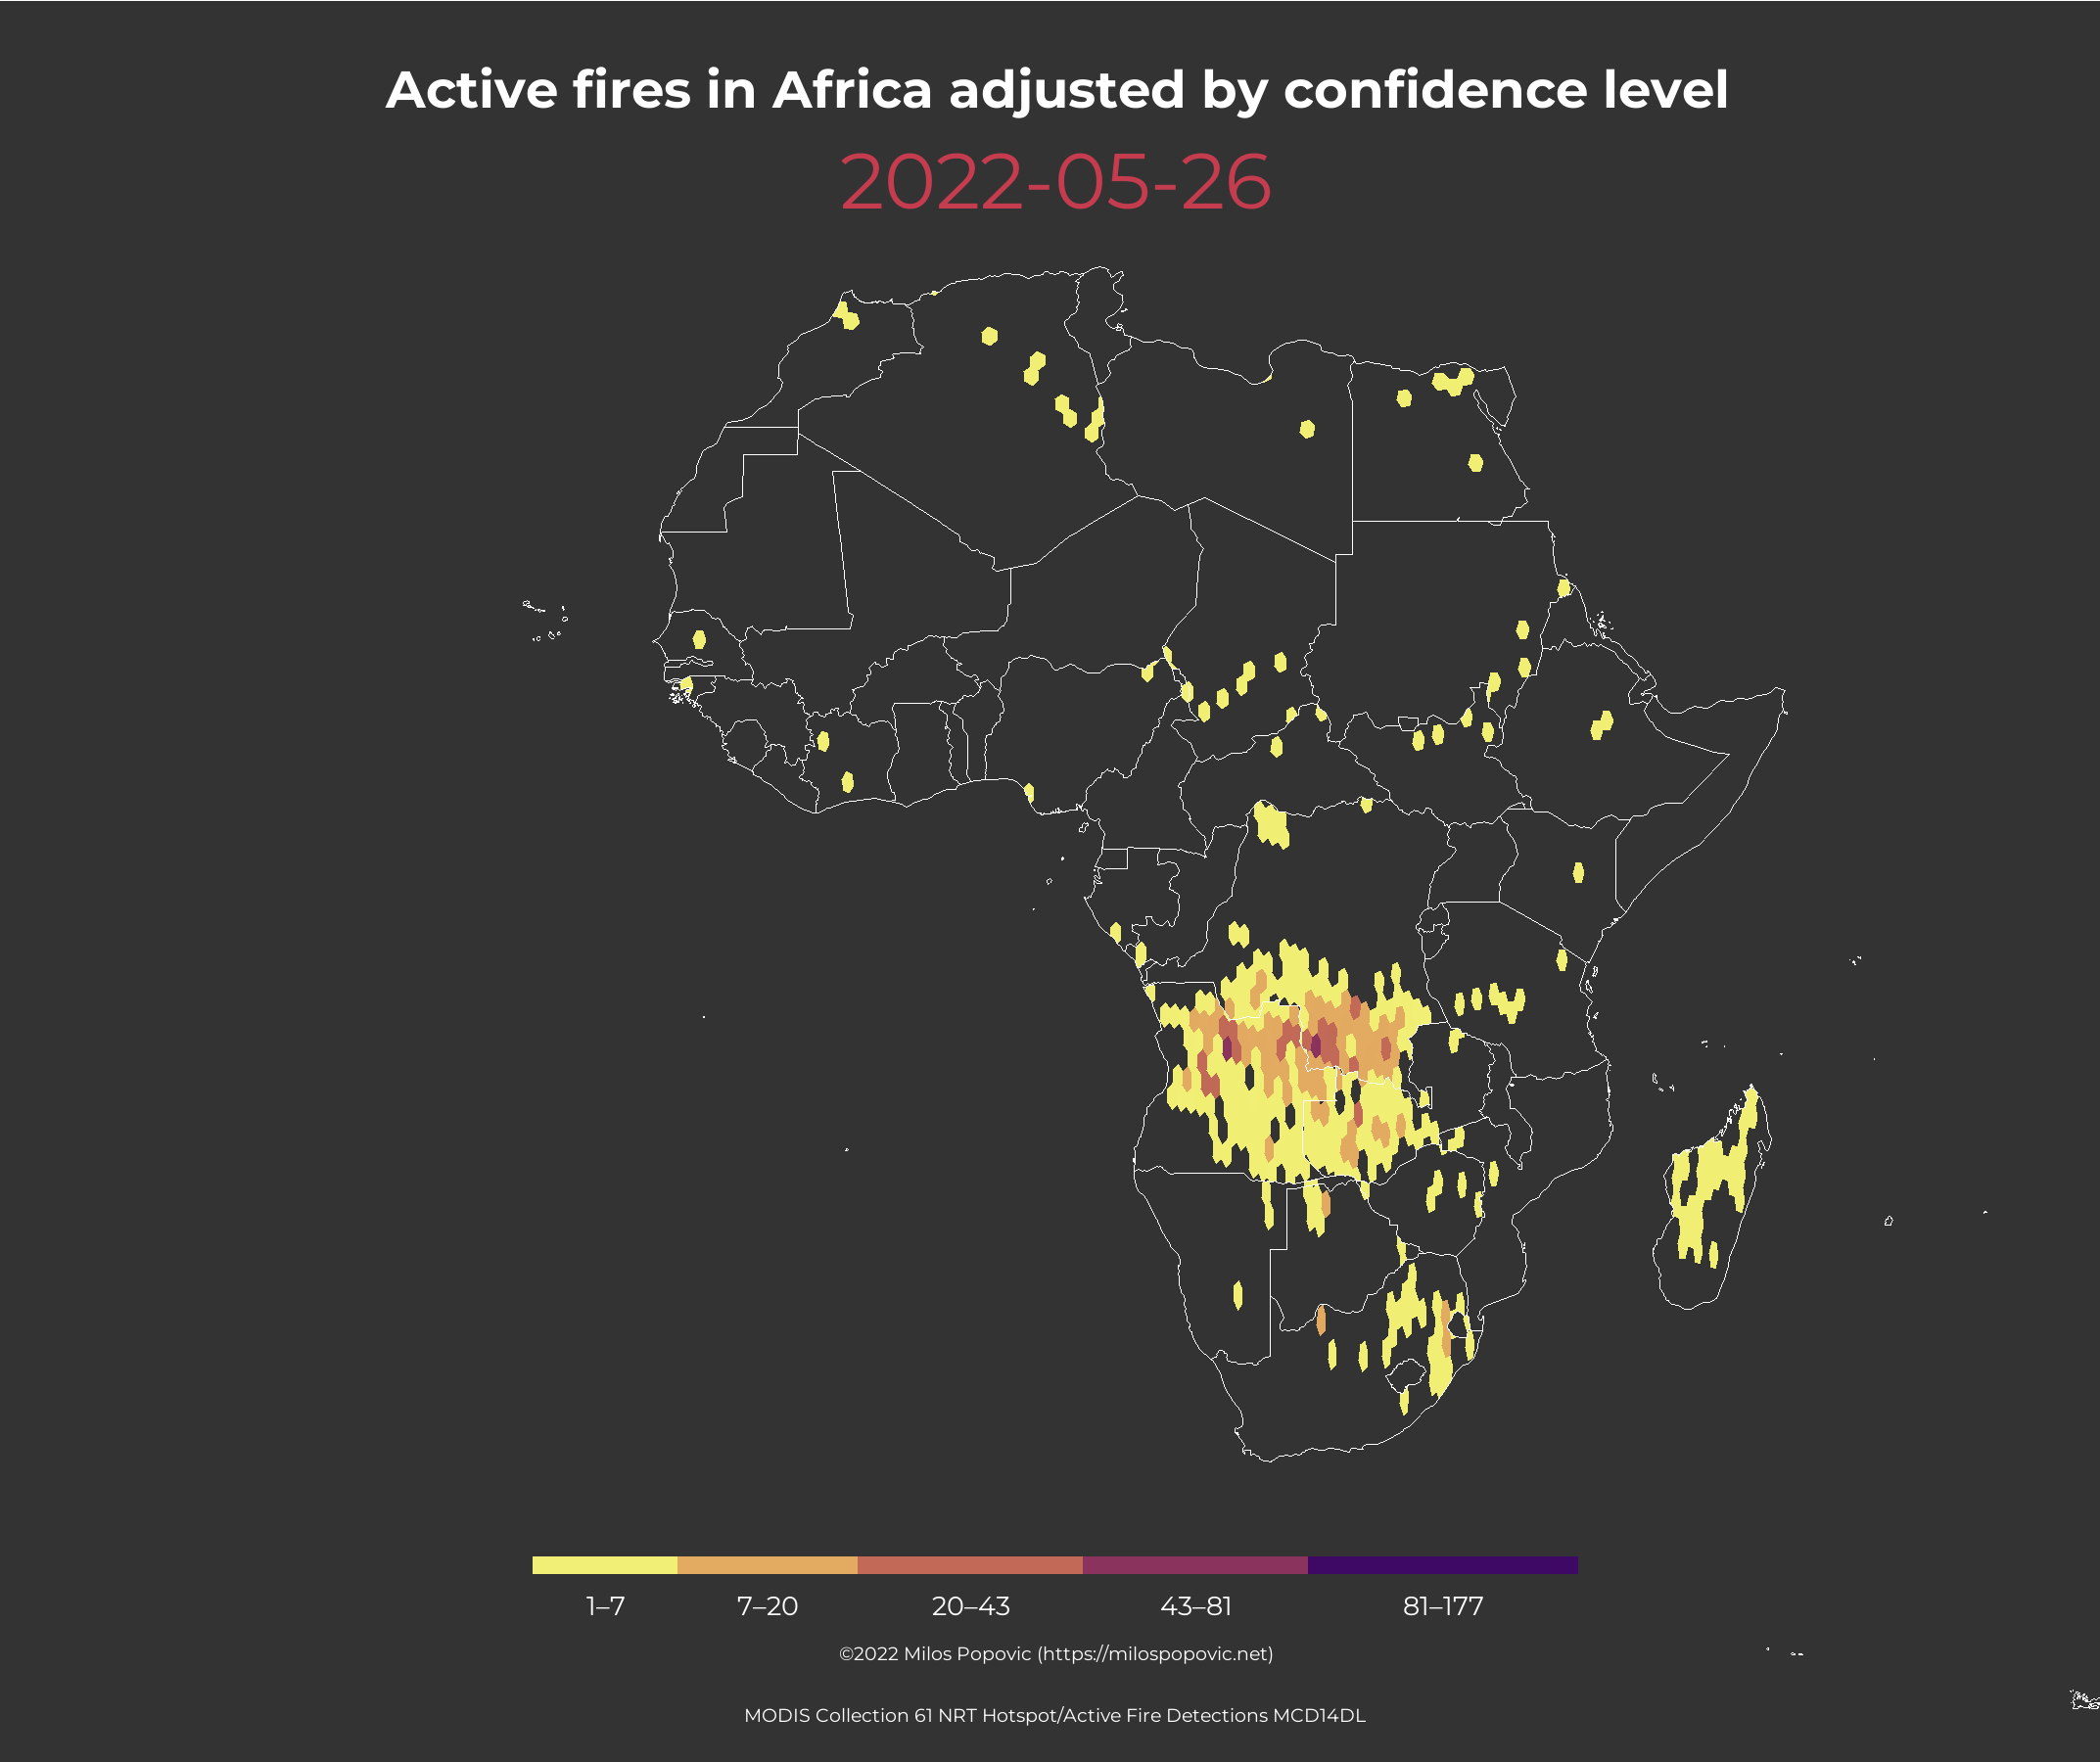 Active fires in Africa adjusted by confidence level
2022-05-26
1–7 7–20 20–43 43–81 81–177
©2022 Milos Popovic (https://milospopovic.net)
MODIS Collection 61 NRT Hotspot/Active Fire Detections MCD14DL